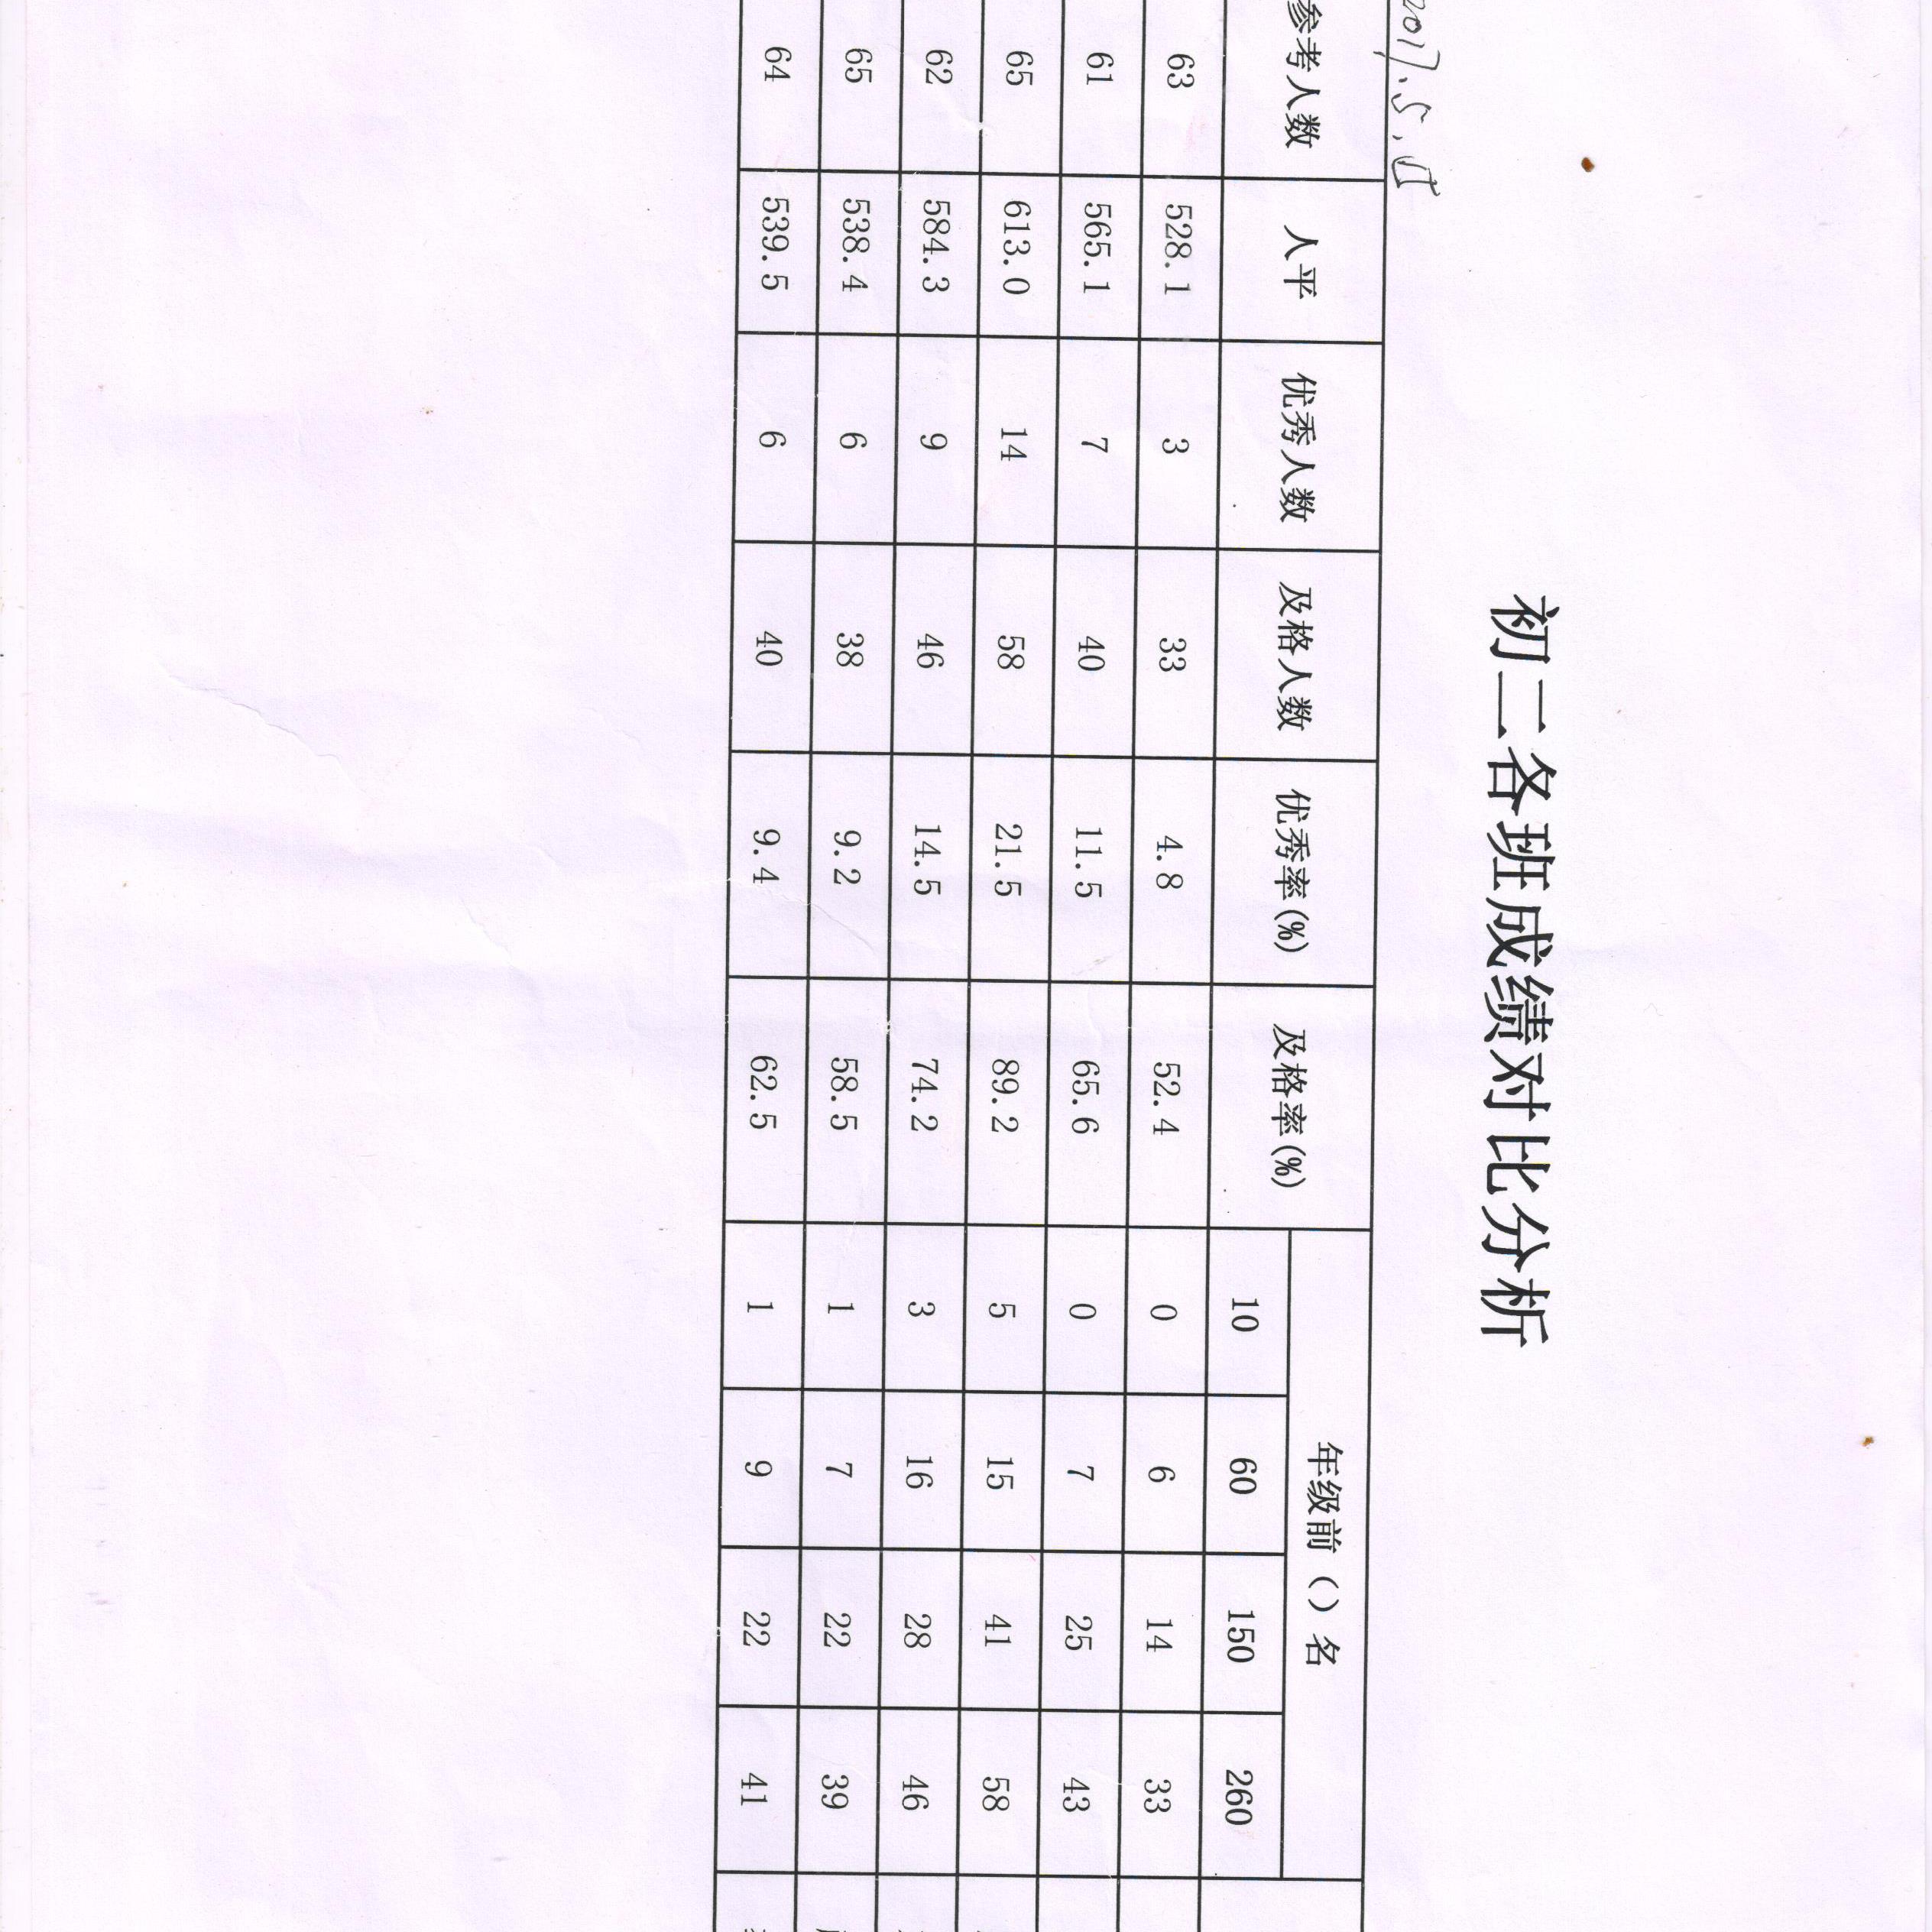 初二各班成绩对比分析
2017.5.
参考人数 人平 优秀人数 及格人数 优秀率(%) 及格率(%) 年级前（）名
10 60 150 260
63 528.1 3 33 4.8 52.4 0 6 14 33
61 565.1 7 40 11.5 65.6 0 7 25 43
65 613.0 14 58 21.5 89.2 5 15 41 58
62 584.3 9 46 14.5 74.2 3 16 28 46
65 538.4 6 38 9.2 58.5 1 7 22 39
64 539.5 6 40 9.4 62.5 1 9 22 41